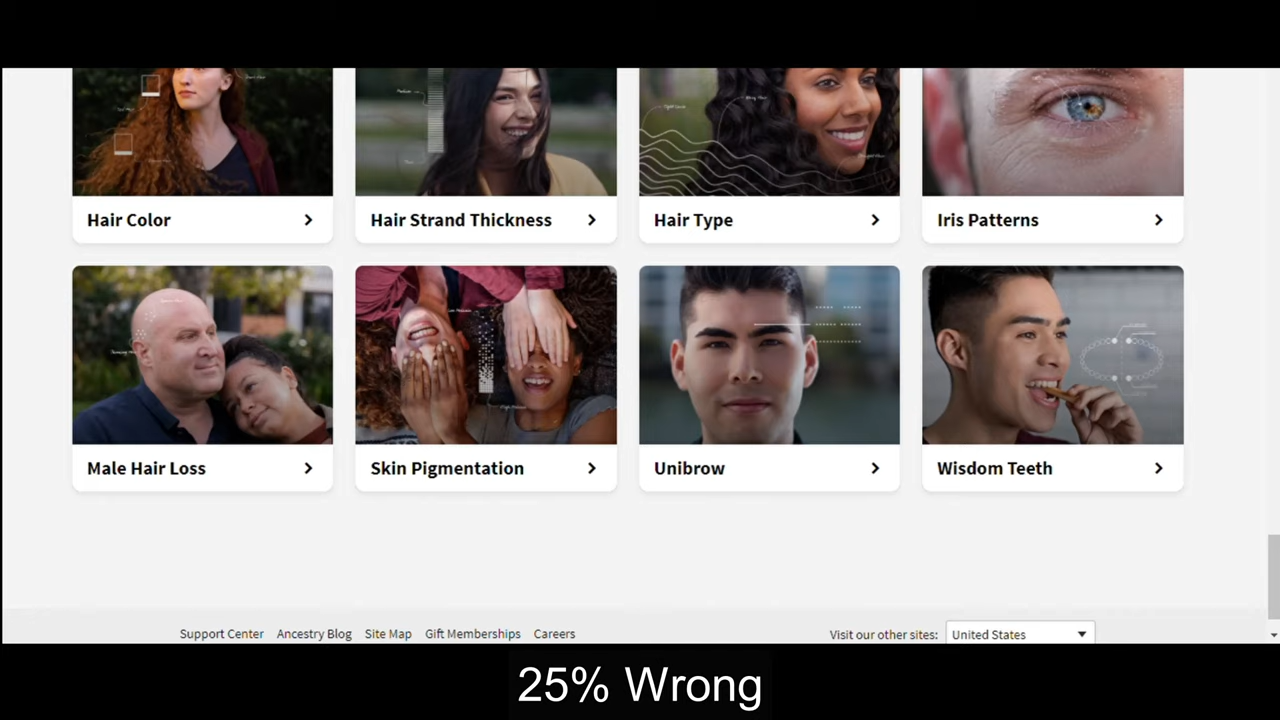 Hair Color
Hair Strand Thickness
Hair Type
Iris Patterns
Male Hair Loss
Skin Pigmentation
Unibrow
Wisdom Teeth
Support Center Ancestry Blog Site Map Gift Memberships Careers
Visit our other sites: United States
25% Wrong